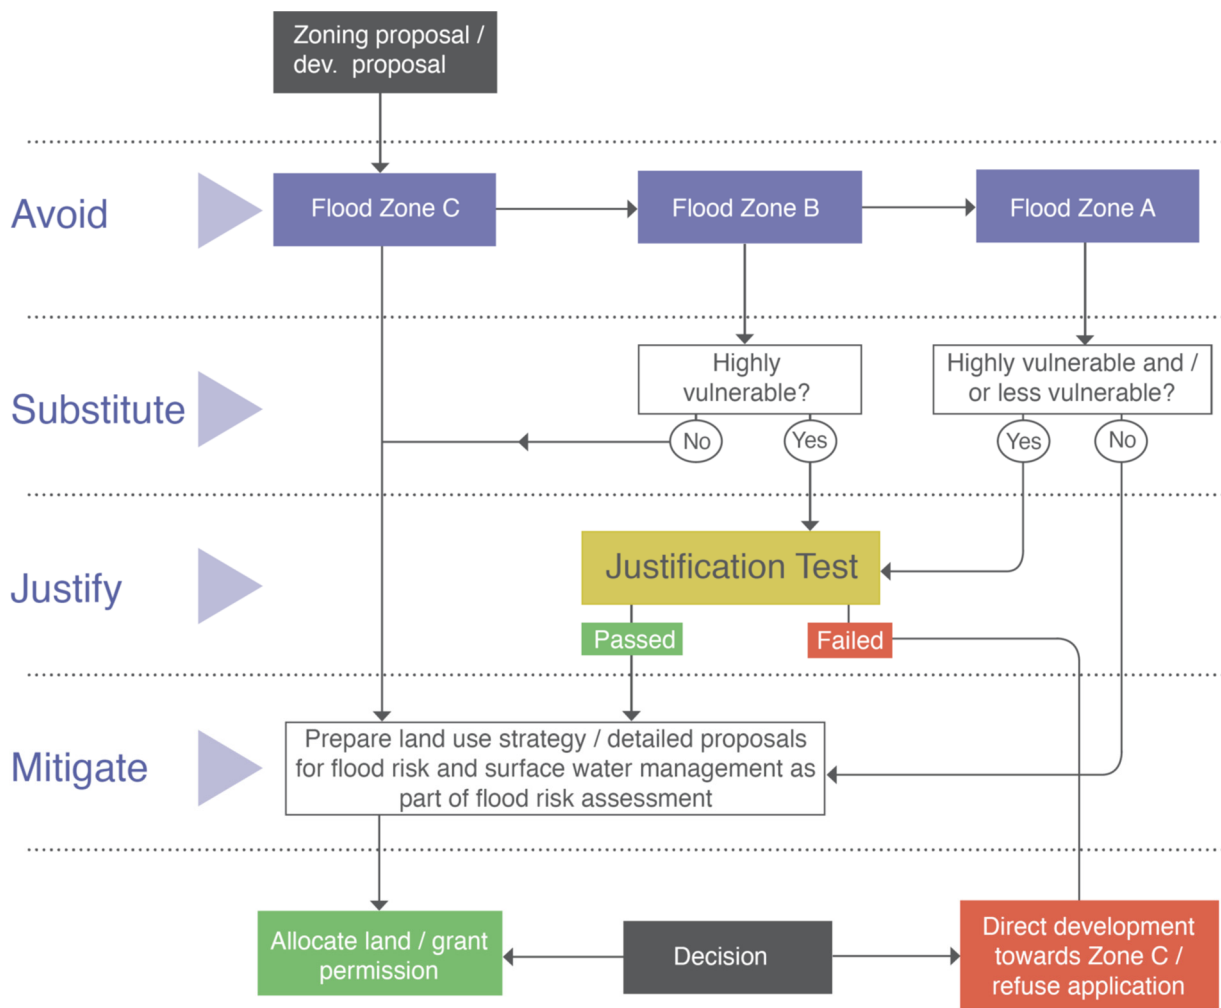 Zoning proposal /
dev. proposal
Avoid
Flood Zone C
Flood Zone B
Flood Zone A
Substitute
Highly
vulnerable?
No
Yes
Highly vulnerable and /
or less vulnerable?
Yes
No
Justify
Justification Test
Passed
Failed
Mitigate
Prepare land use strategy / detailed proposals
for flood risk and surface water management as
part of flood risk assessment
Allocate land / grant
permission
Decision
Direct development
towards Zone C /
refuse application